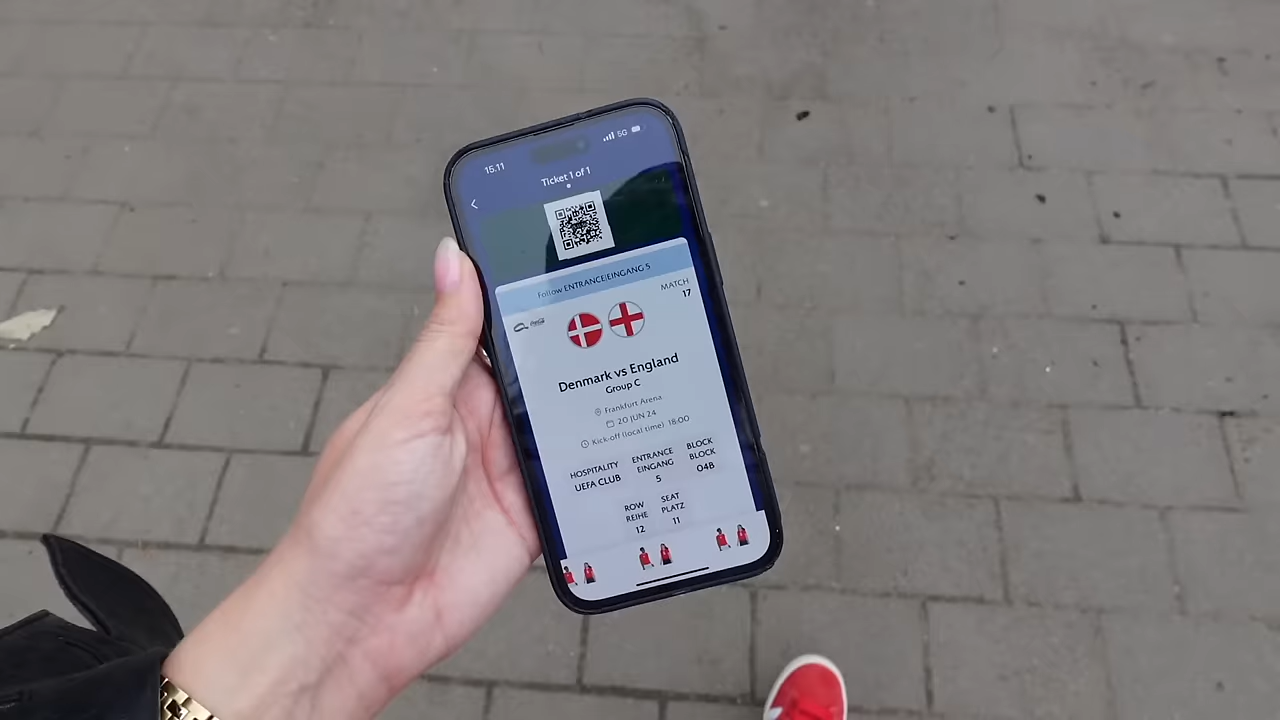 15.11 5G
Ticket 1 of 1
Follow ENTRANCE|EINGANG 5
MATCH
17
Denmark vs England
Group C
Frankfurt Arena
20 JUN 24
Kick-off (local time) 18:00
HOSPITALITY
UEFA CLUB
ENTRANCE
EINGANG
5
BLOCK
BLOCK
04B
ROW
REIHE
12
SEAT
PLATZ
11